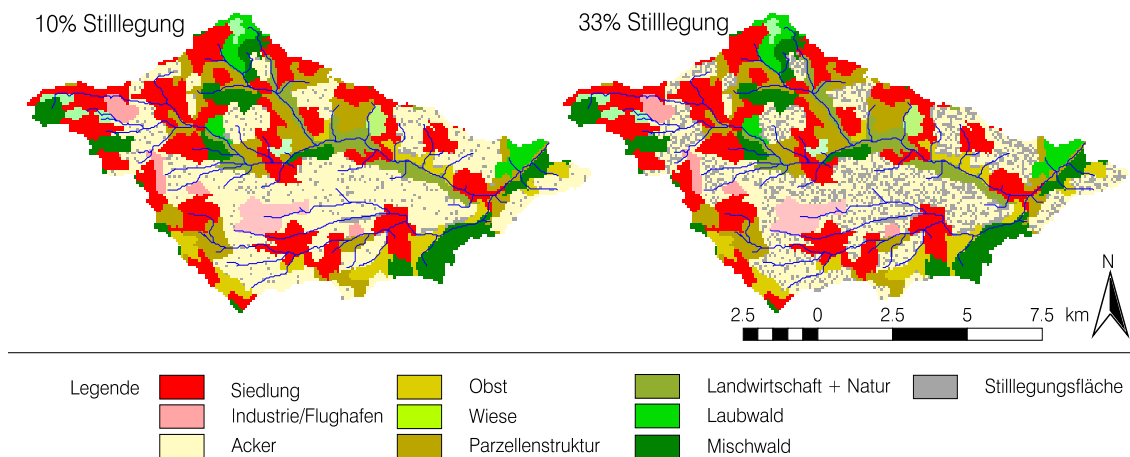 10% Stilllegung
33% Stilllegung
N
2.5 0 2.5 5 7.5 km
Legende
Siedlung
Industrie/Flughafen
Acker
Obst
Wiese
Parzellenstruktur
Landwirtschaft + Natur
Laubwald
Mischwald
Stilllegungsfläche